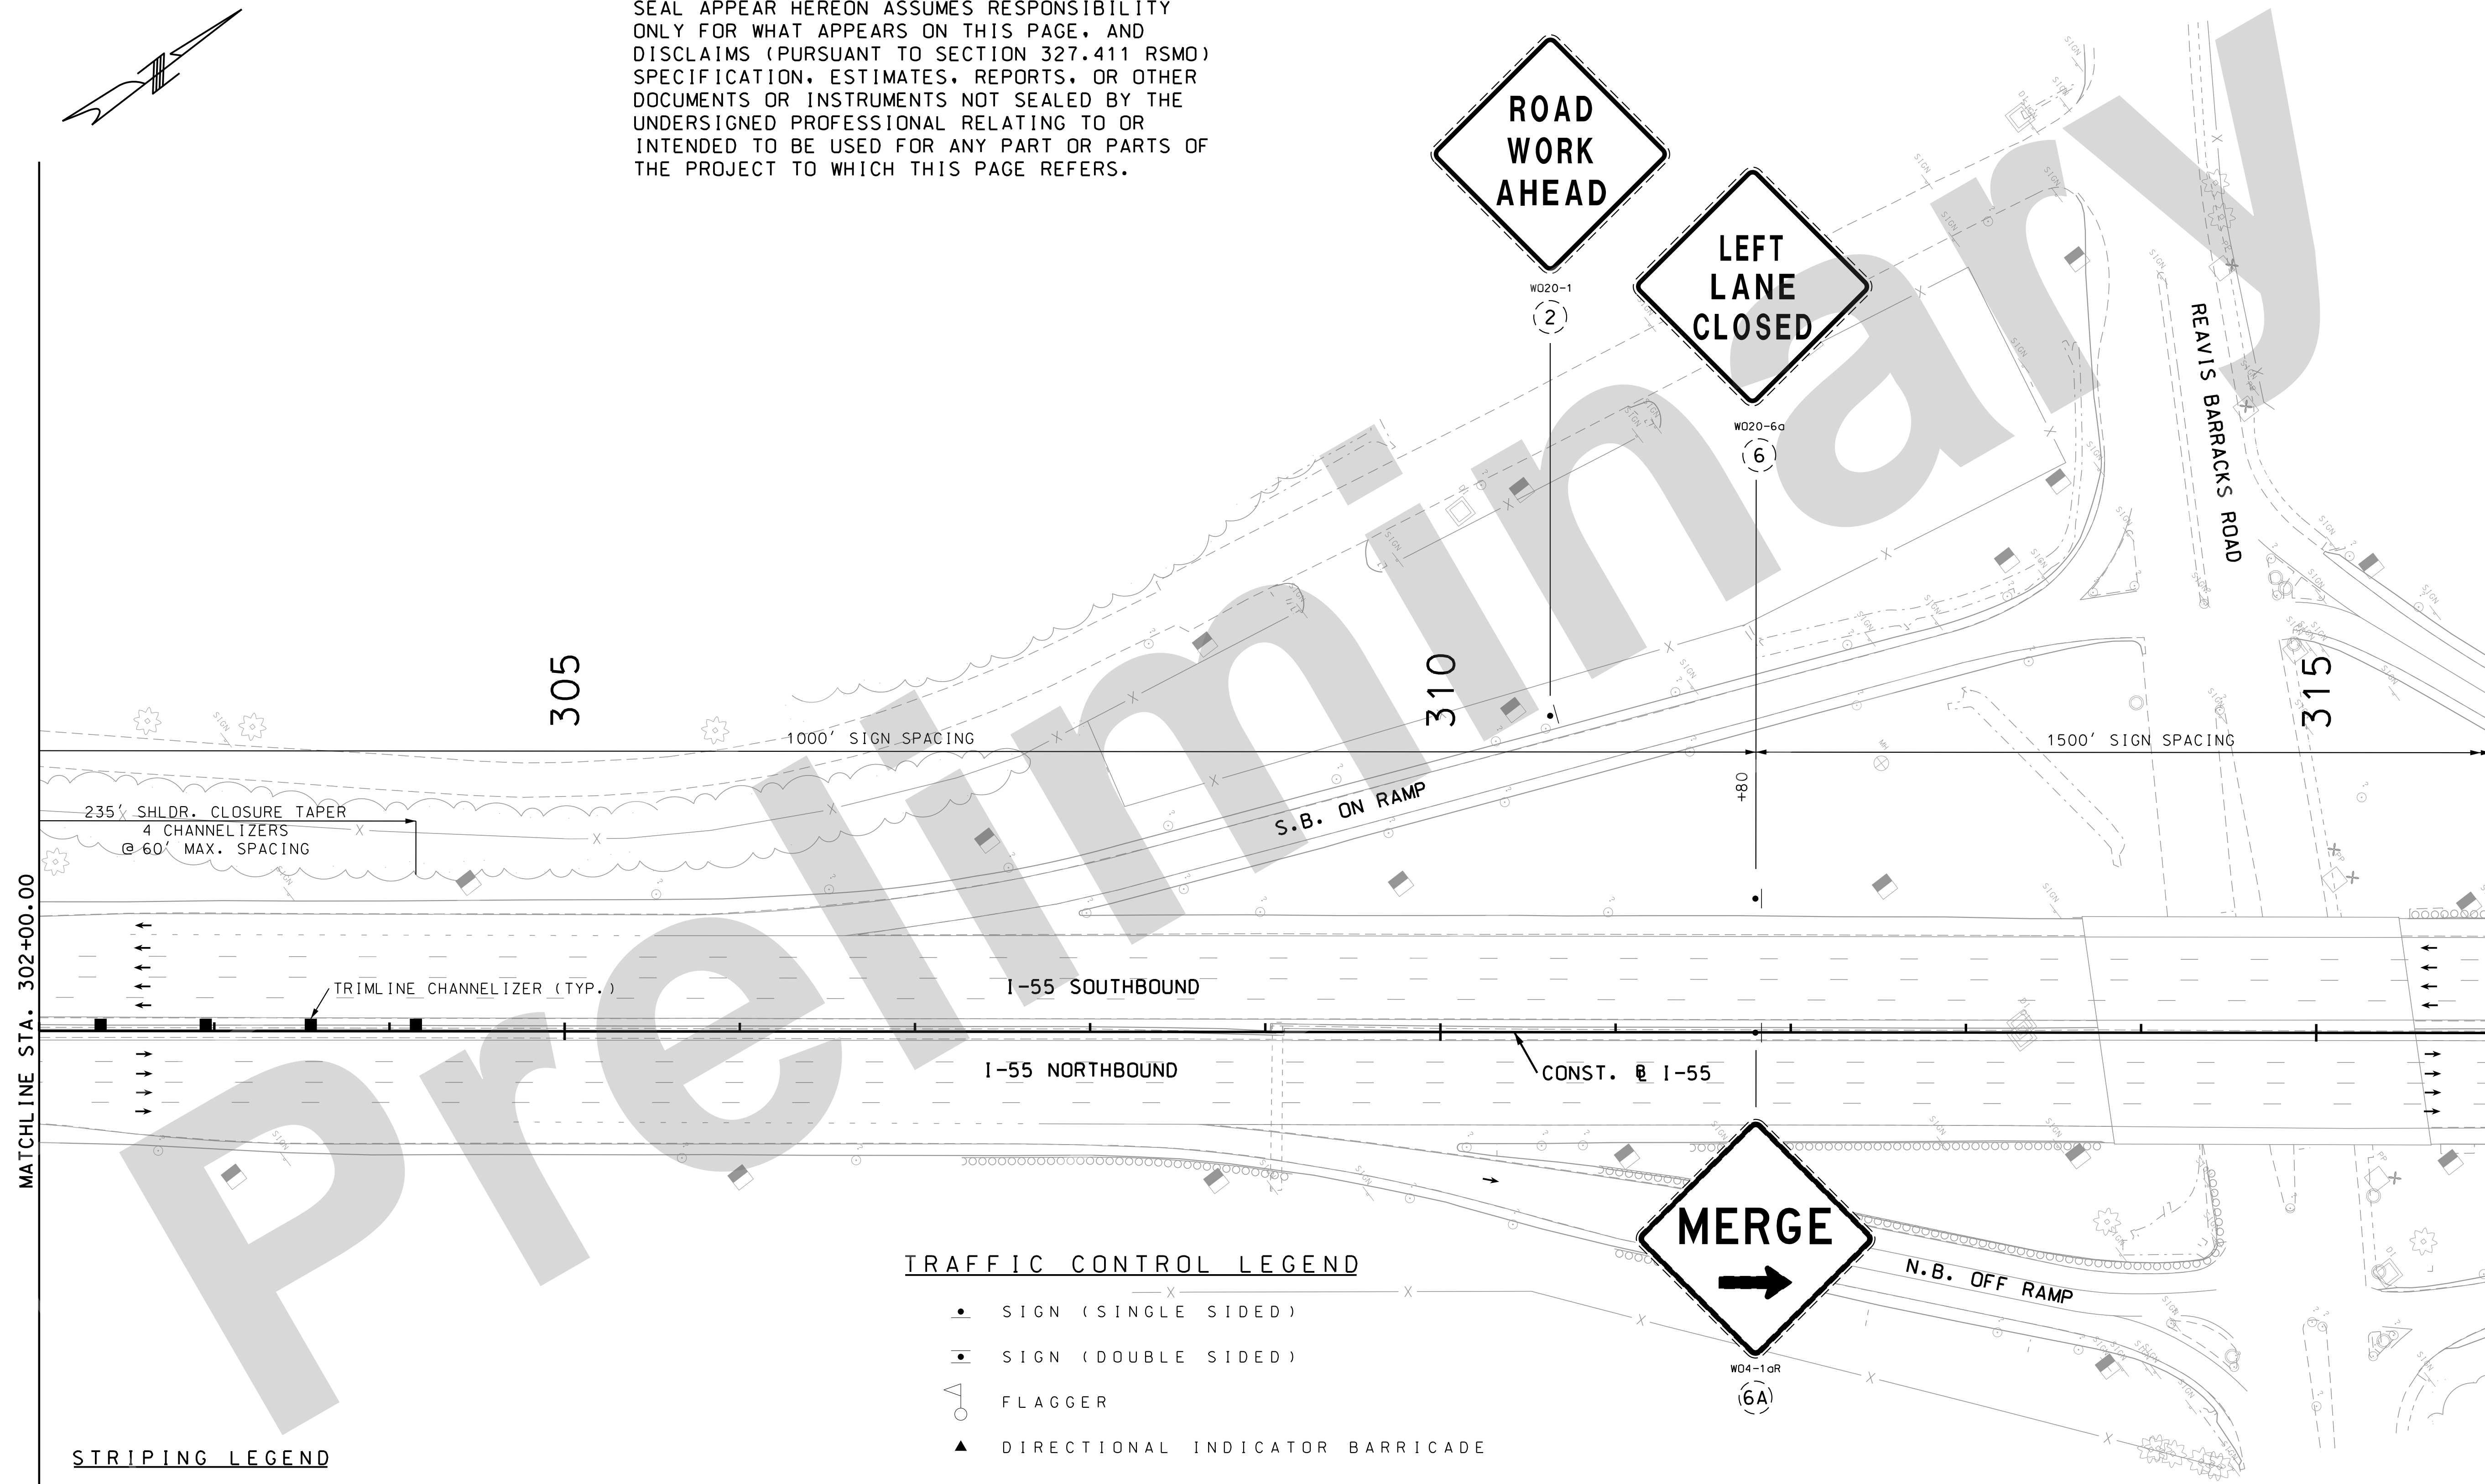 SEAL APPEAR HEREON ASSUMES RESPONSIBILITY
ONLY FOR WHAT APPEARS ON THIS PAGE, AND
DISCLAIMS (PURSUANT TO SECTION 327.411 RSMO)
SPECIFICATION, ESTIMATES, REPORTS, OR OTHER
DOCUMENTS OR INSTRUMENTS NOT SEALED BY THE
UNDERSIGNED PROFESSIONAL RELATING TO OR
INTENDED TO BE USED FOR ANY PART OR PARTS OF
THE PROJECT TO WHICH THIS PAGE REFERS.
ROAD
WORK
AHEAD
WO20-1
2
LEFT
LANE
CLOSED
WO20-6a
6
REAVIS BARRACKS ROAD
305
310
315
1000' SIGN SPACING
1500' SIGN SPACING
+80
MH
235' SHLDR. CLOSURE TAPER
4 CHANNELIZERS
@ 60' MAX. SPACING
S.B. ON RAMP
MATCHLINE STA. 302+00.00
TRIMLINE CHANNELIZER (TYP.)
I-55 SOUTHBOUND
I-55 NORTHBOUND
CONST. ℄ I-55
MERGE
WO4-1aR
6A
N.B. OFF RAMP
TRAFFIC CONTROL LEGEND
SIGN (SINGLE SIDED)
SIGN (DOUBLE SIDED)
FLAGGER
DIRECTIONAL INDICATOR BARRICADE
STRIPING LEGEND
Preliminary